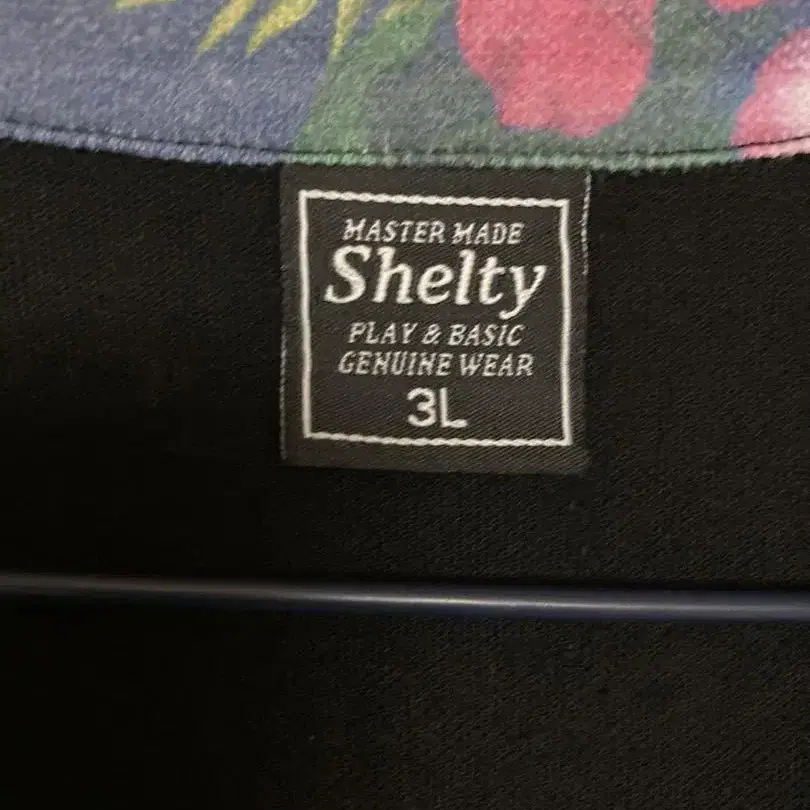 MASTER MADE
Shelty
PLAY & BASIC
GENUINE WEAR
3L